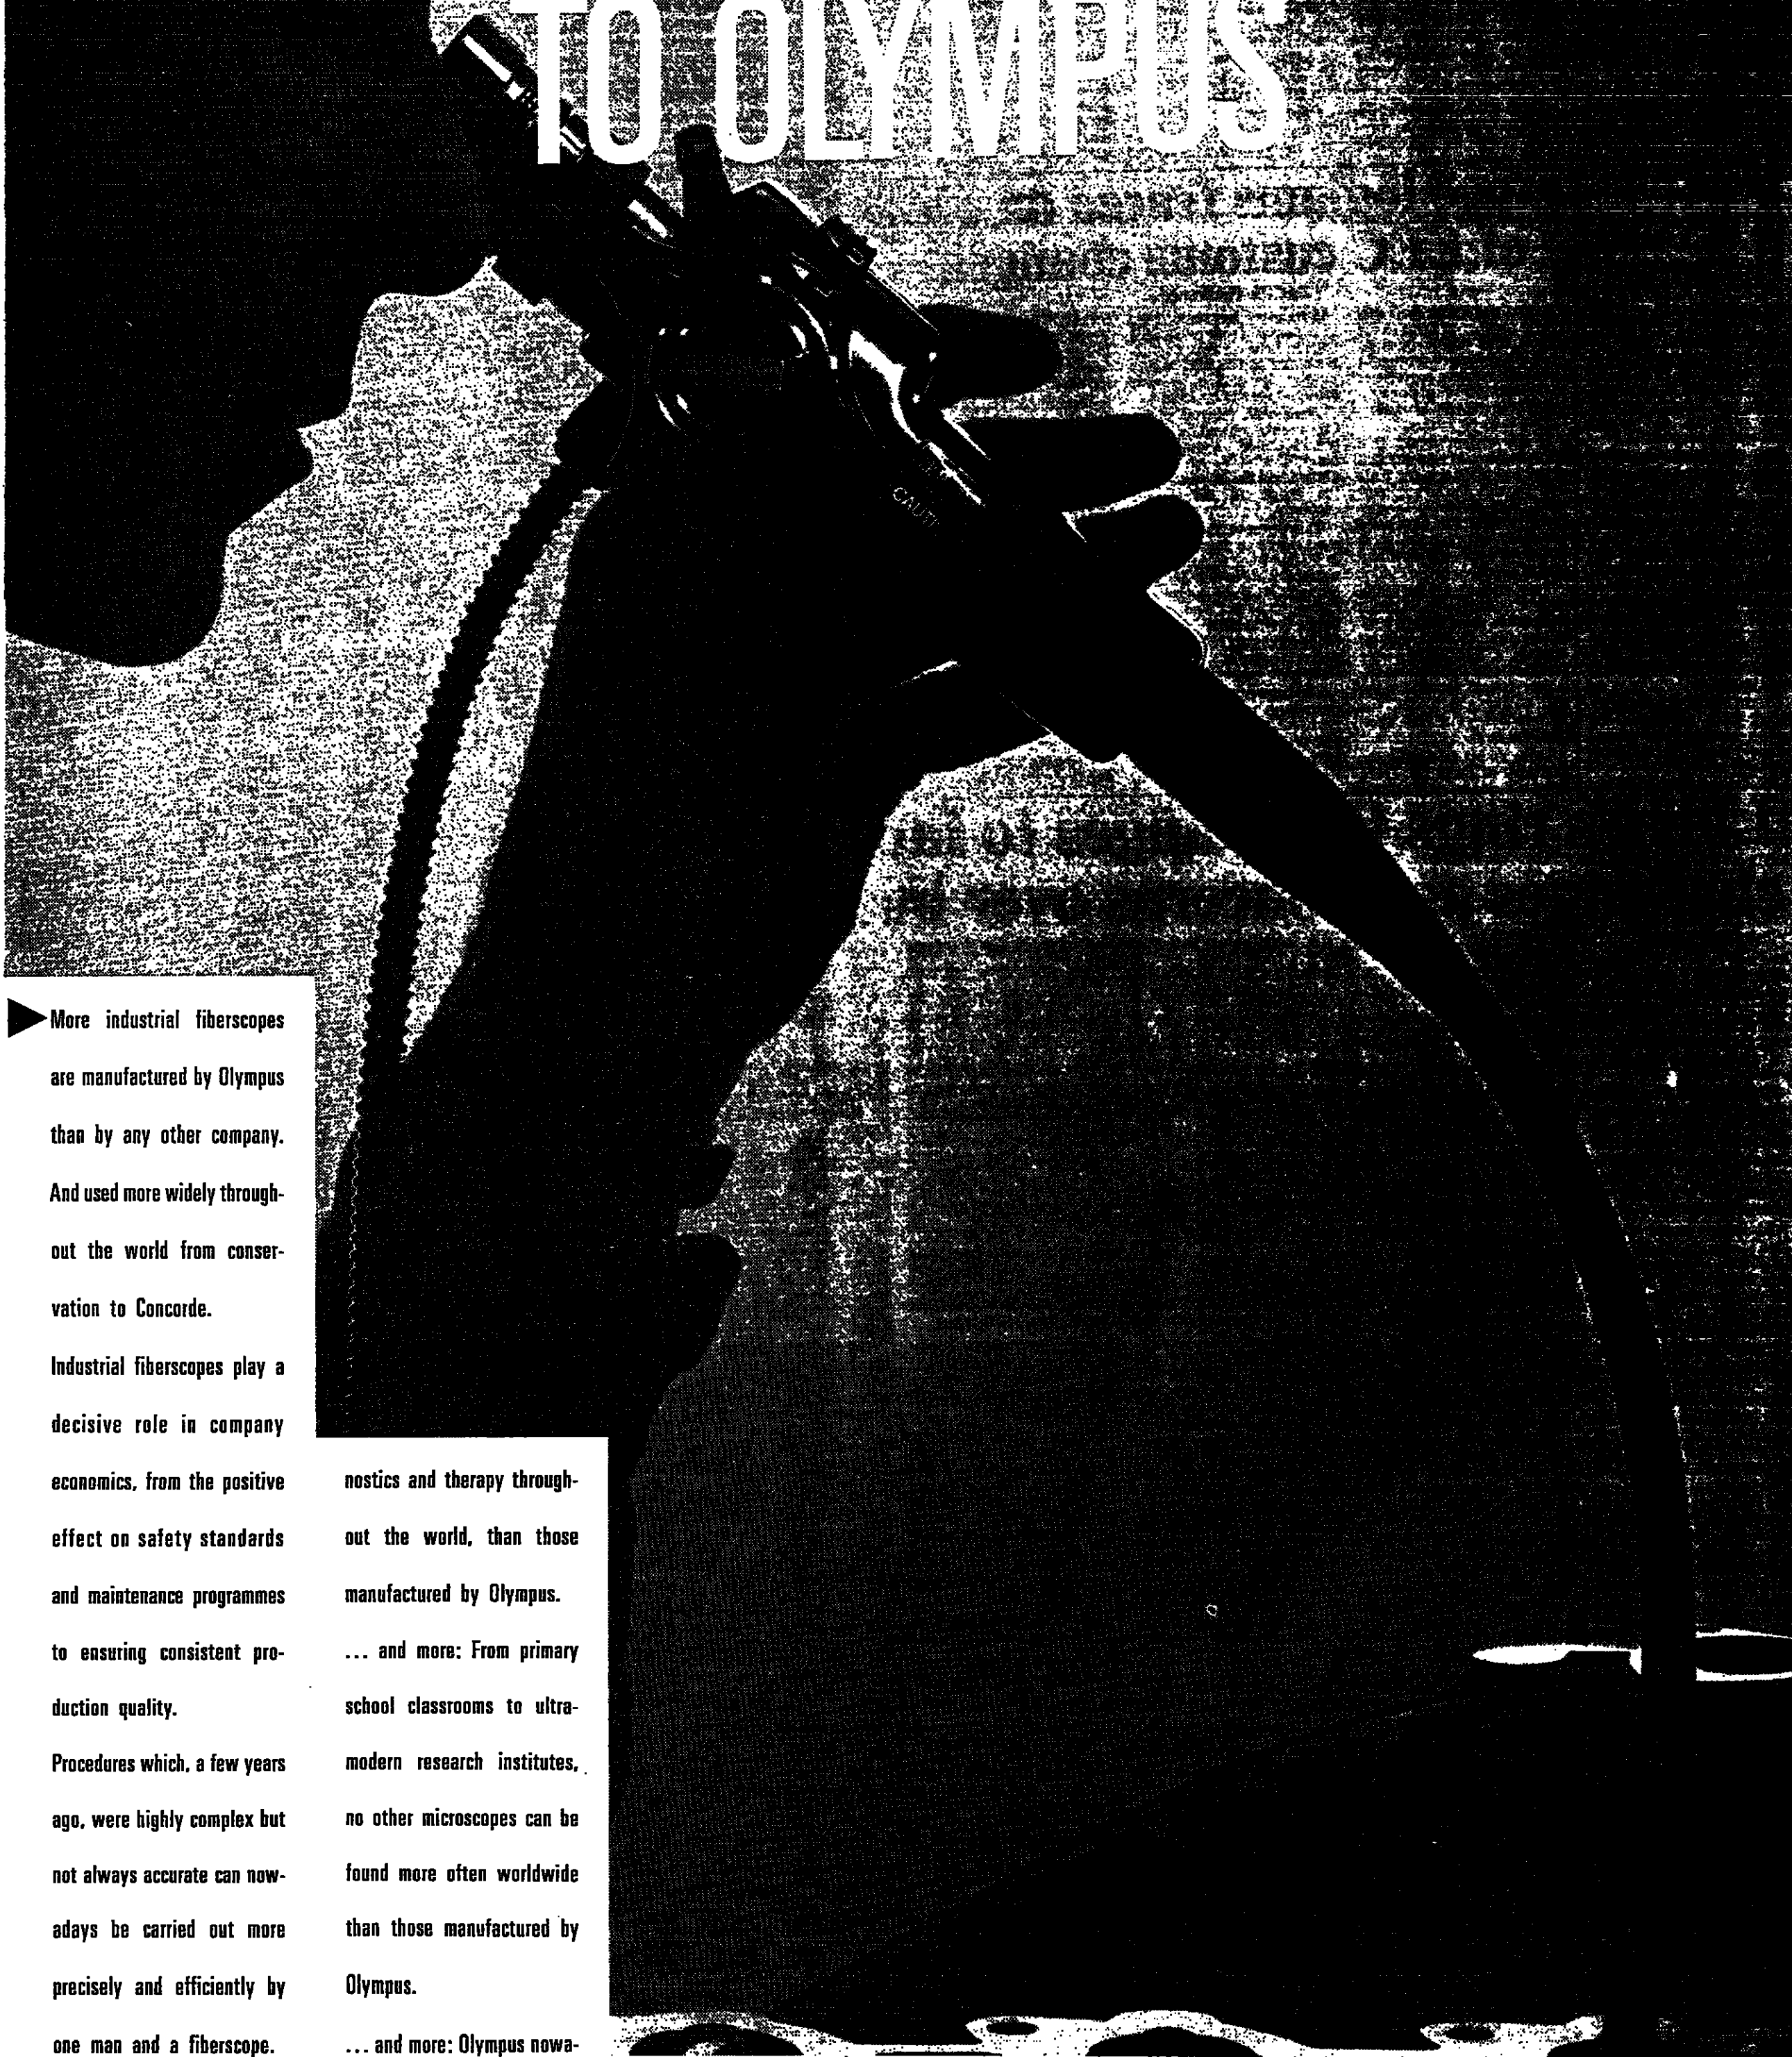 TO OLYMPUS
CAUTI
More industrial fiberscopes
are manufactured by Olympus
than by any other company.
And used more widely through-
out the world from conser-
vation to Concorde.
Industrial fiberscopes play a
decisive role in company
economics, from the positive
effect on safety standards
and maintenance programmes
to ensuring consistent pro-
duction quality.
Procedures which, a few years
ago, were highly complex but
not always accurate can now-
adays be carried out more
precisely and efficiently by
one man and a fiberscope.
nostics and therapy through-
out the world, than those
manufactured by Olympus.
... and more: From primary
school classrooms to ultra-
modern research institutes,
no other microscopes can be
found more often worldwide
than those manufactured by
Olympus.
... and more: Olympus nowa-